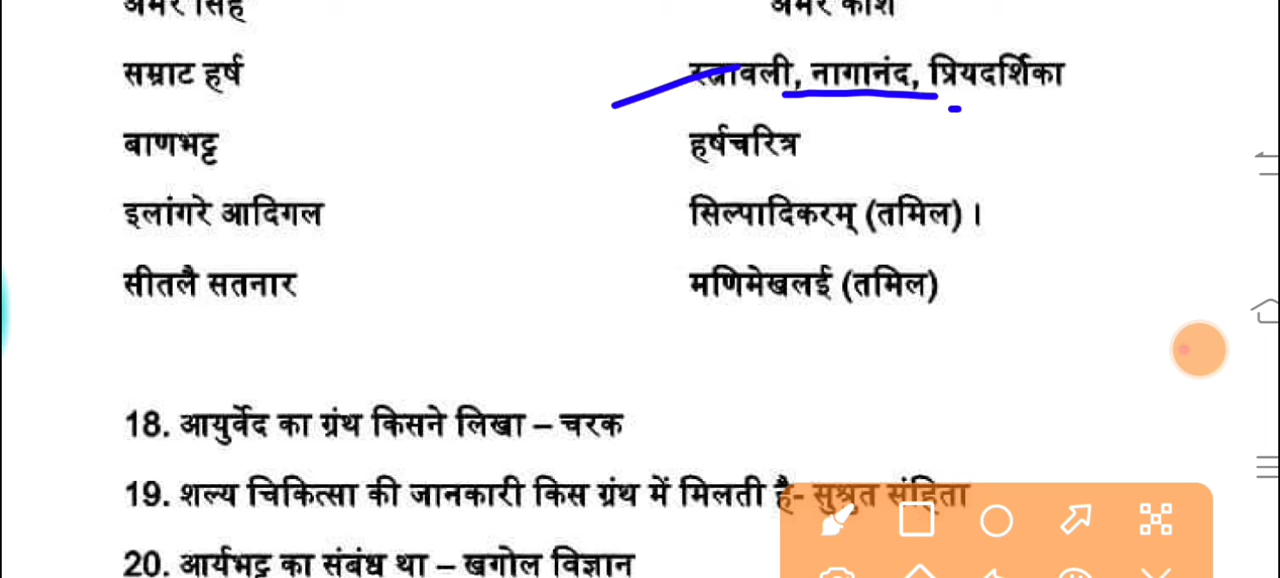 अमर सिंह अमर कोश
सम्राट हर्ष रत्नावली, नागानंद, प्रियदर्शिका
बाणभट्ट हर्षचरित्र
इलांगरे आदिगल सिल्पादिकरम् (तमिल) ।
सीतलै सतनार मणिमेखलई (तमिल)
18. आयुर्वेद का ग्रंथ किसने लिखा – चरक
19. शल्य चिकित्सा की जानकारी किस ग्रंथ में मिलती है- सुश्रुत संहिता
20. आर्यभट्ट का संबंध था – खगोल विज्ञान